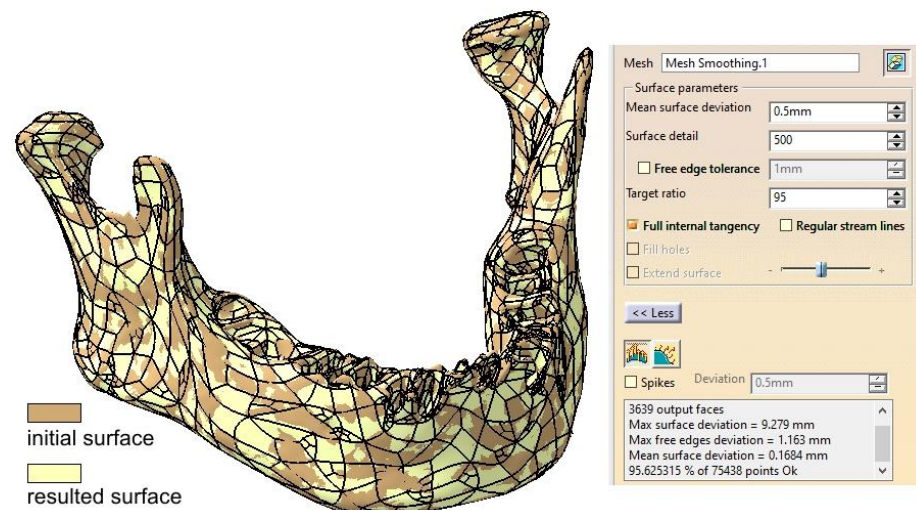 Mesh Mesh Smoothing.1
Surface parameters
Mean surface deviation 0.5mm
Surface detail 500
Free edge tolerance 1mm
Target ratio 95
Full internal tangency Regular stream lines
Fill holes
Extend surface - +
<< Less
Spikes Deviation 0.5mm
3639 output faces
Max surface deviation = 9.279 mm
Max free edges deviation = 1.163 mm
Mean surface deviation = 0.1684 mm
95.625315 % of 75438 points Ok
initial surface
resulted surface